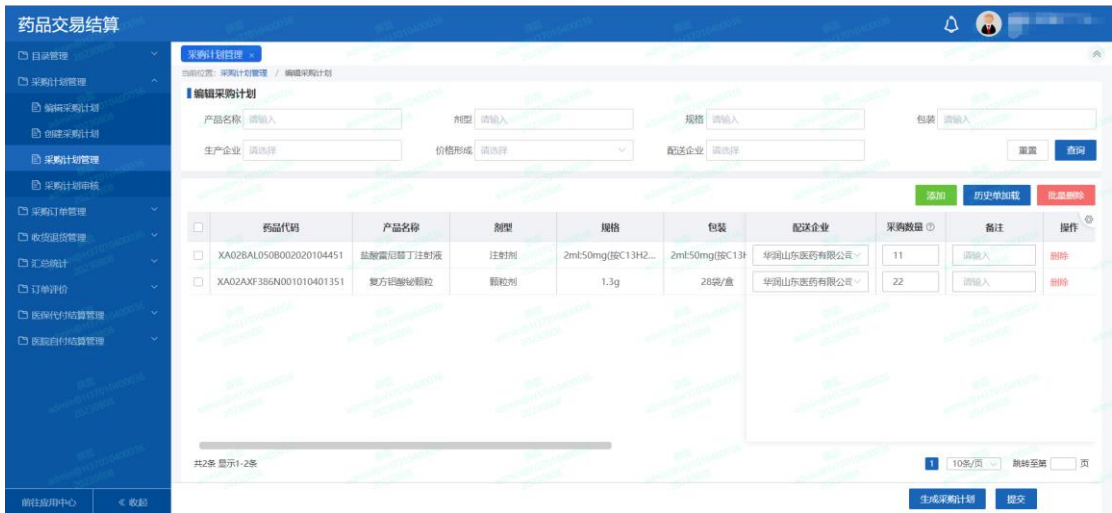 药品交易结算
目录管理
采购计划管理
编辑采购计划
创建采购计划
采购计划管理
采购计划审核
采购订单管理
收货退货管理
汇总统计
订单评价
医保代付结算管理
医院自付结算管理
前往应用中心 << 收起
采购计划管理 ×
当前位置: 采购计划管理 / 编辑采购计划
编辑采购计划
产品名称 请输入 剂型 请输入 规格 请输入 包装 请输入
生产企业 请选择 价格形成 请选择 配送企业 请选择 重置 查询
添加 历史单加载 批量删除
药品代码 产品名称 剂型 规格 包装 配送企业 采购数量 备注 操作
XA02BAL050B002020104451 盐酸雷尼替丁注射液 注射剂 2ml:50mg(按C13H2... 2ml:50mg(按C13H 华润山东医药有限公司 11 请输入 删除
XA02AXF386N001010401351 复方铝酸铋颗粒 颗粒剂 1.3g 28袋/盒 华润山东医药有限公司 22 请输入 删除
共2条 显示1-2条 1 10条/页 跳转至第 页
生成采购计划 提交